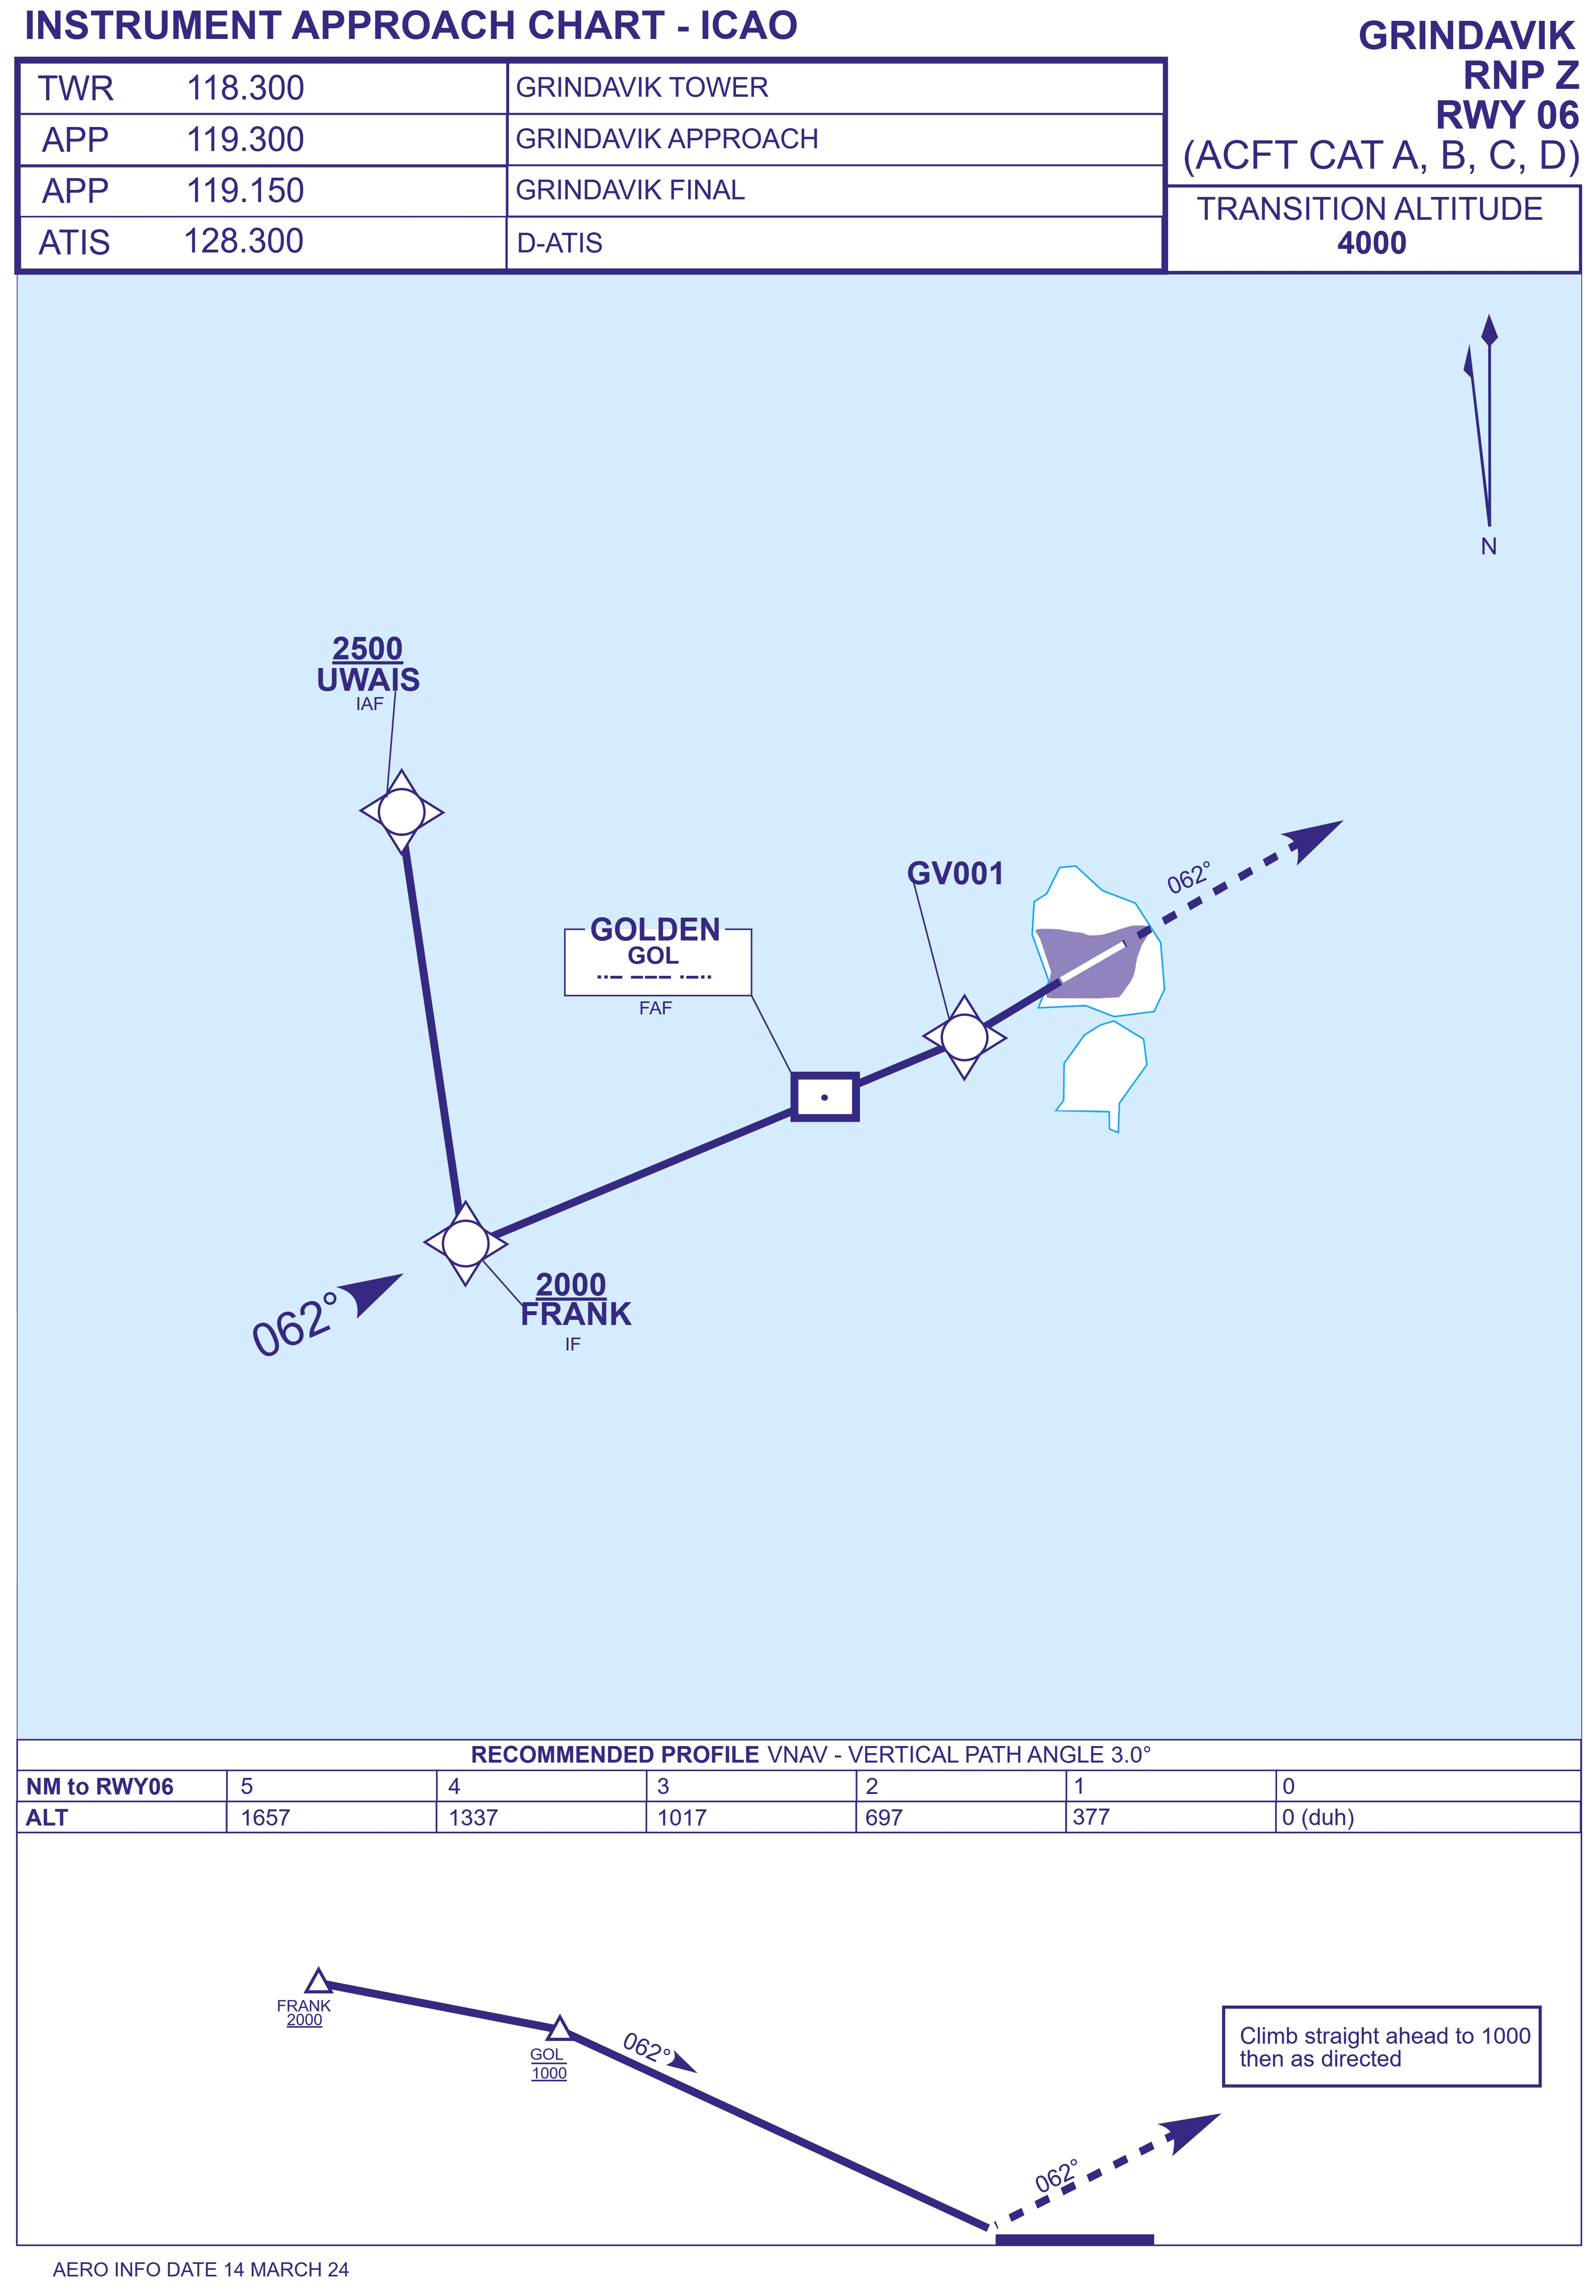 INSTRUMENT APPROACH CHART - ICAO
GRINDAVIK
RNP Z
RWY 06
(ACFT CAT A, B, C, D)
TRANSITION ALTITUDE
4000
TWR 118.300 GRINDAVIK TOWER
APP 119.300 GRINDAVIK APPROACH
APP 119.150 GRINDAVIK FINAL
ATIS 128.300 D-ATIS
N
2500
UWAIS
IAF
GV001
062°
GOLDEN
GOL
FAF
062°
2000
FRANK
IF
RECOMMENDED PROFILE VNAV - VERTICAL PATH ANGLE 3.0°
NM to RWY06 5 4 3 2 1 0
ALT 1657 1337 1017 697 377 0 (duh)
FRANK
2000
GOL
1000
062°
Climb straight ahead to 1000
then as directed
062°
AERO INFO DATE 14 MARCH 24